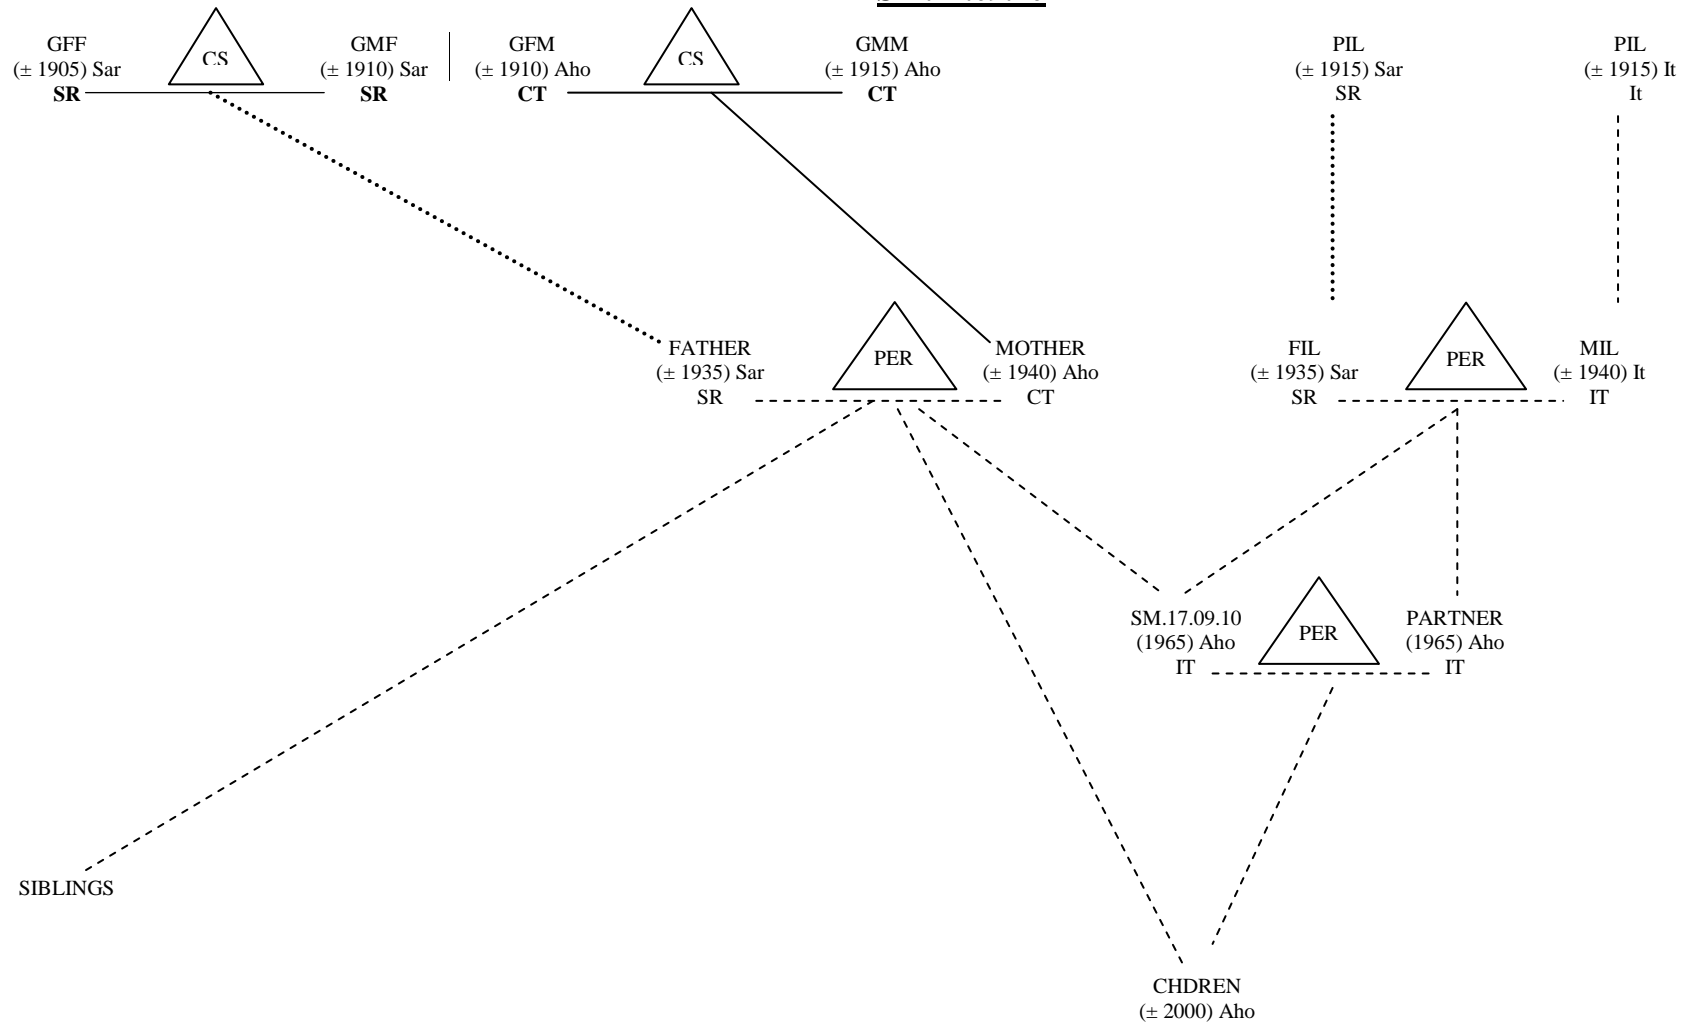 GFF
(± 1905) Sar
SR
CS
GMF
(± 1910) Sar
SR
GFM
(± 1910) Aho
CT
CS
GMM
(± 1915) Aho
CT
PIL
(± 1915) Sar
SR
PIL
(± 1915) It
It
FATHER
(± 1935) Sar
SR
PER
MOTHER
(± 1940) Aho
CT
FIL
(± 1935) Sar
SR
PER
MIL
(± 1940) It
IT
SM.17.09.10
(1965) Aho
IT
PER
PARTNER
(1965) Aho
IT
SIBLINGS
CHDREN
(± 2000) Aho